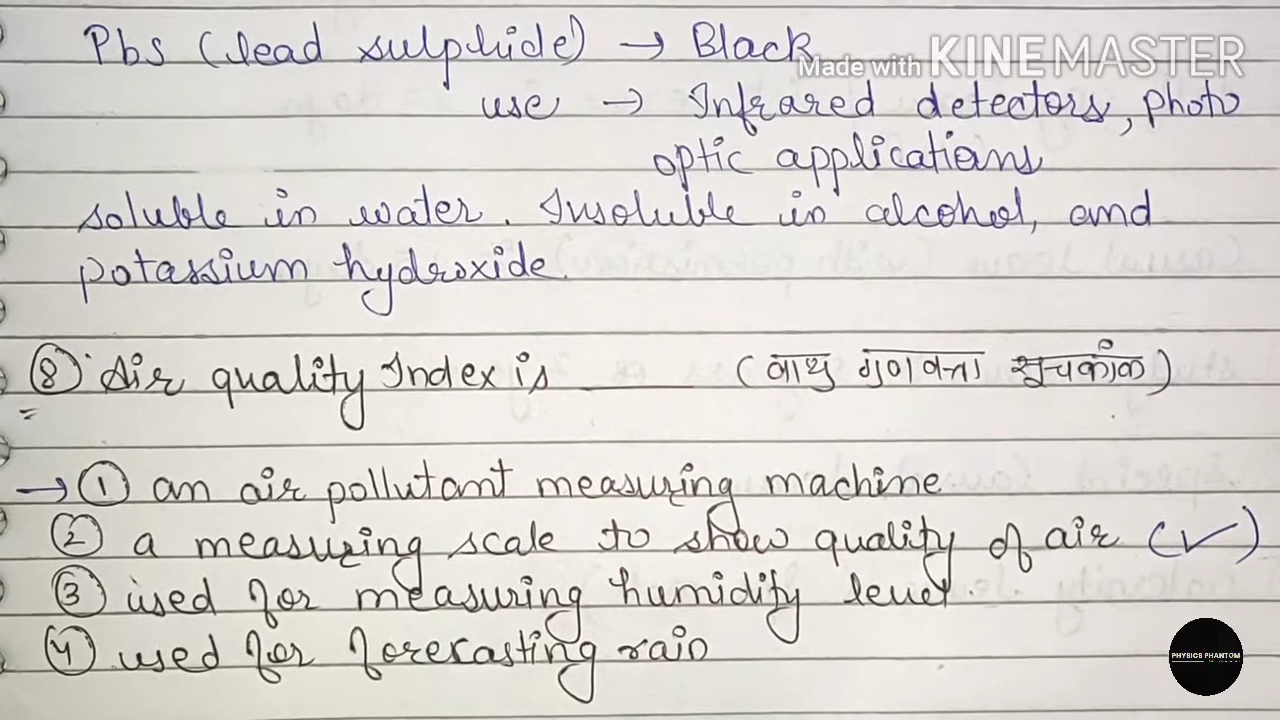 Pbs (lead sulphide) → Black
Made with KINEMASTER
use → Infrared detectors, photo
optic applications
soluble in water. Insoluble in alcohol, and
potassium hydroxide.
⑧ Air quality Index is ______ (वायु गुणवत्ता सूचकांक)
→ ① an air pollutant measuring machine
② a measuring scale to show quality of air (✓)
③ used for measuring humidity level.
④ used for forecasting rain
PHYSICS PHANTOM